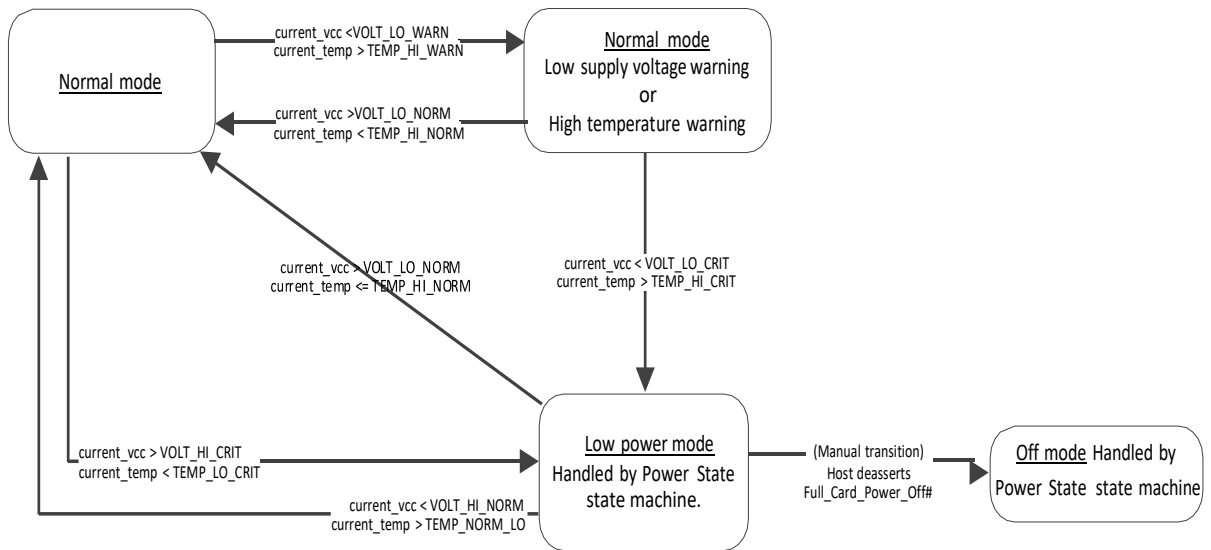 Normal mode
current_vcc <VOLT_LO_WARN
current_temp > TEMP_HI_WARN
Normal mode
Low supply voltage warning
or
High temperature warning
current_vcc >VOLT_LO_NORM
current_temp < TEMP_HI_NORM
current_vcc > VOLT_LO_NORM
current_temp <= TEMP_HI_NORM
current_vcc < VOLT_LO_CRIT
current_temp > TEMP_HI_CRIT
current_vcc > VOLT_HI_CRIT
current_temp < TEMP_LO_CRIT
Low power mode
Handled by Power State
state machine.
(Manual transition)
Host deasserts
Full_Card_Power_Off#
Off mode Handled by
Power State state machine
current_vcc < VOLT_HI_NORM
current_temp > TEMP_NORM_LO